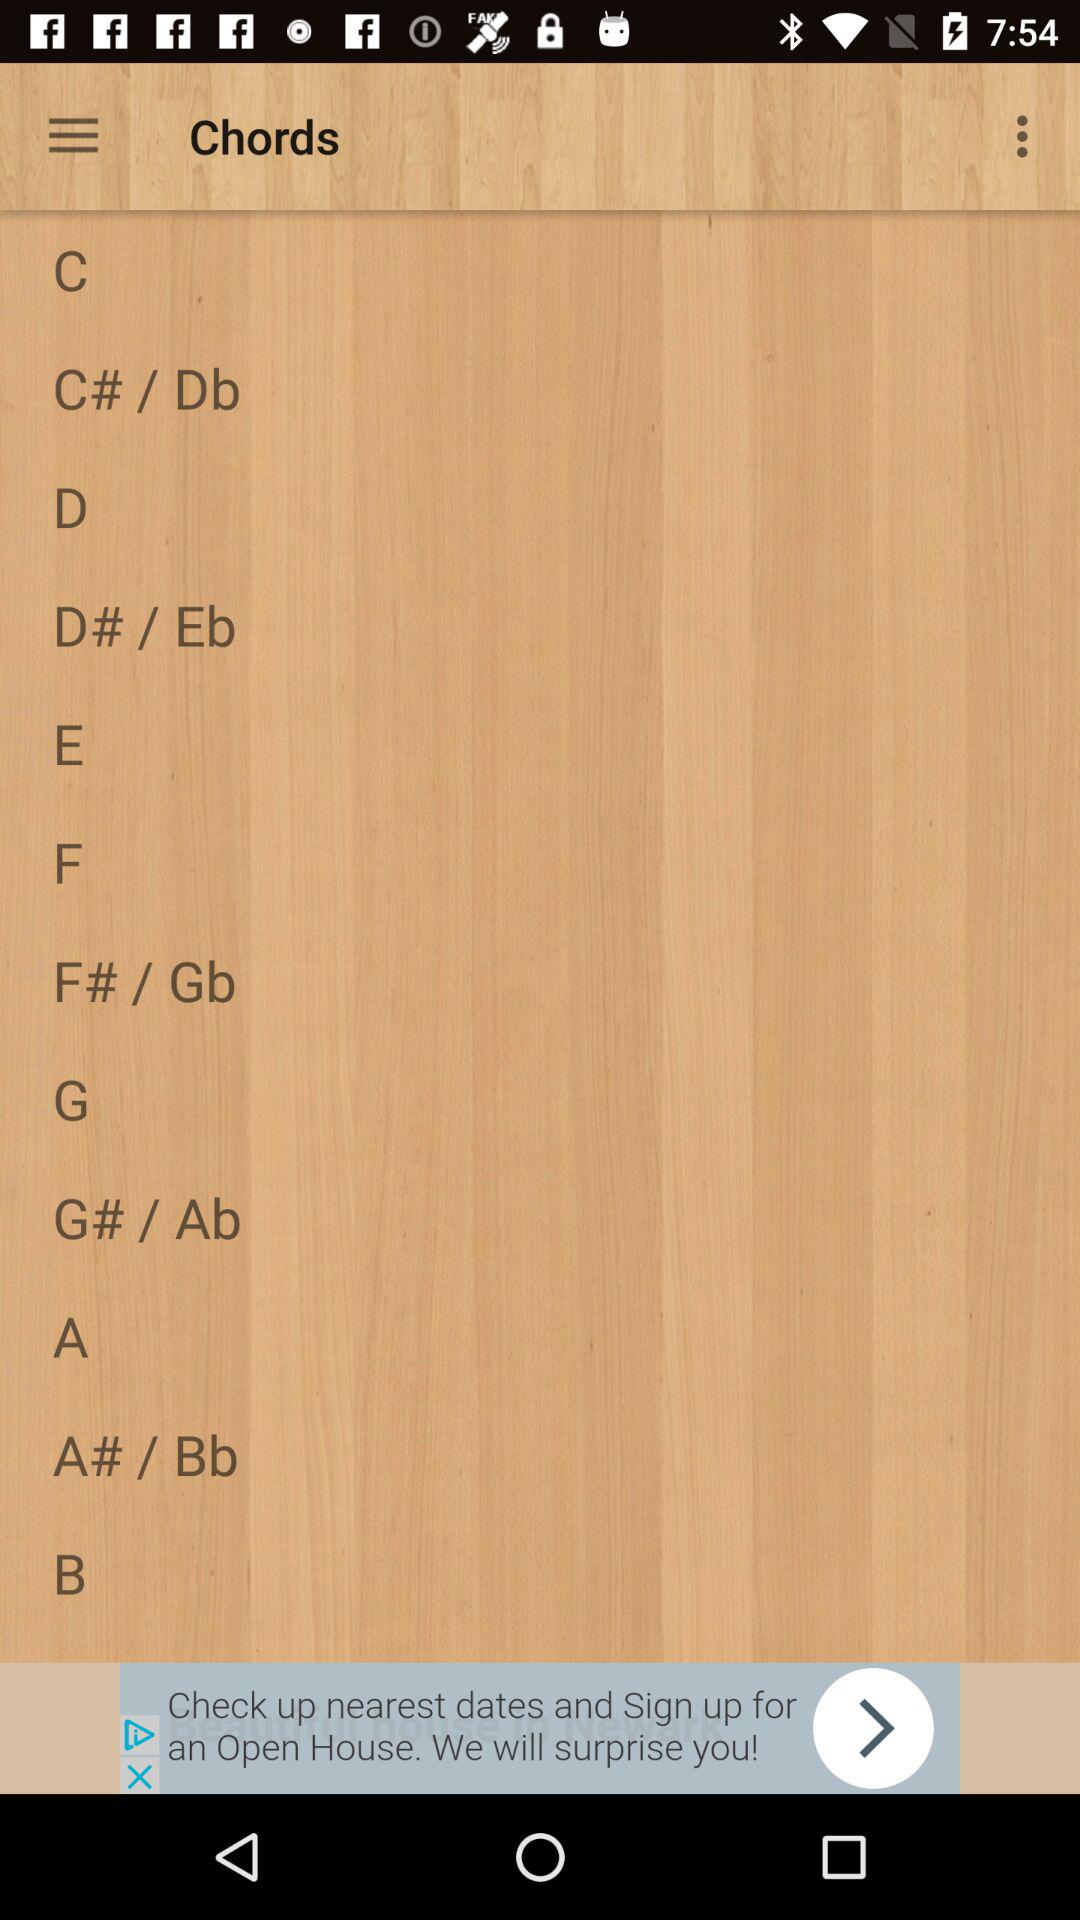 FAKE
7:54
Chords
C
C# / Db
D
D# / Eb
E
F
F# / Gb
G
G# / Ab
A
A# / Bb
B
Check up nearest dates and Sign up for
an Open House. We will surprise you!
Beautiful house in Newark